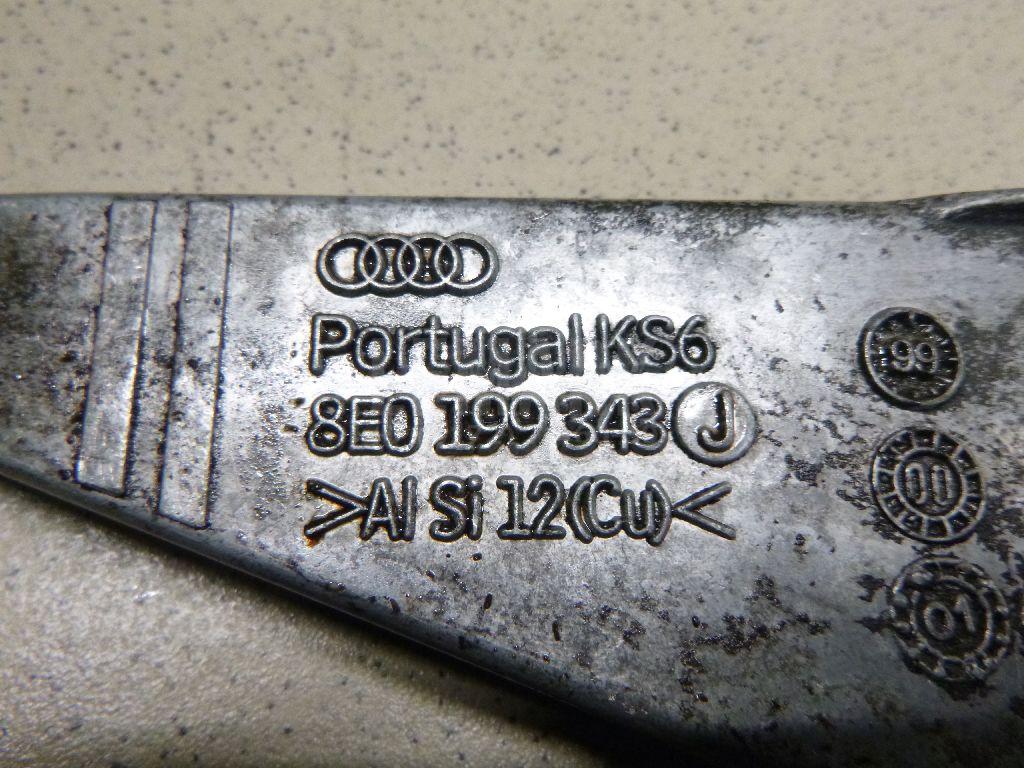 Portugal KS6
8E0 199 343 J
>Al Si 12(Cu)<
99
00
01